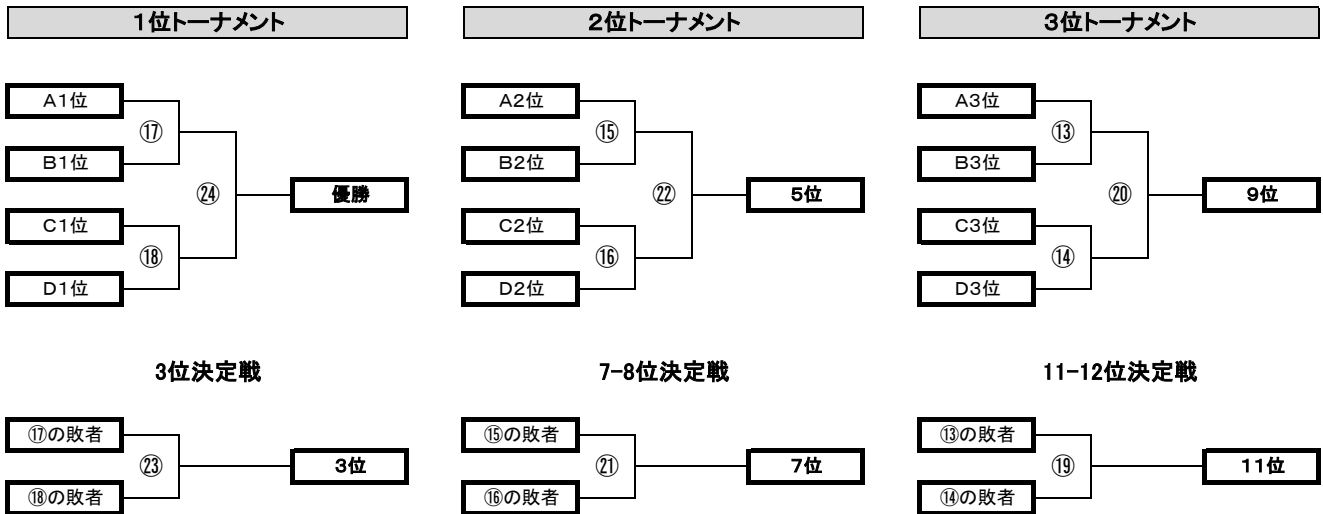 1位トーナメント
2位トーナメント
3位トーナメント
A1位
A2位
A3位
⑰
⑮
⑬
B1位
B2位
B3位
㉔
優勝
㉒
5位
⑳
9位
C1位
C2位
C3位
⑱
⑯
⑭
D1位
D2位
D3位
3位決定戦
7-8位決定戦
11-12位決定戦
⑰の敗者
⑮の敗者
⑬の敗者
㉓
3位
㉑
7位
⑲
11位
⑱の敗者
⑯の敗者
⑭の敗者